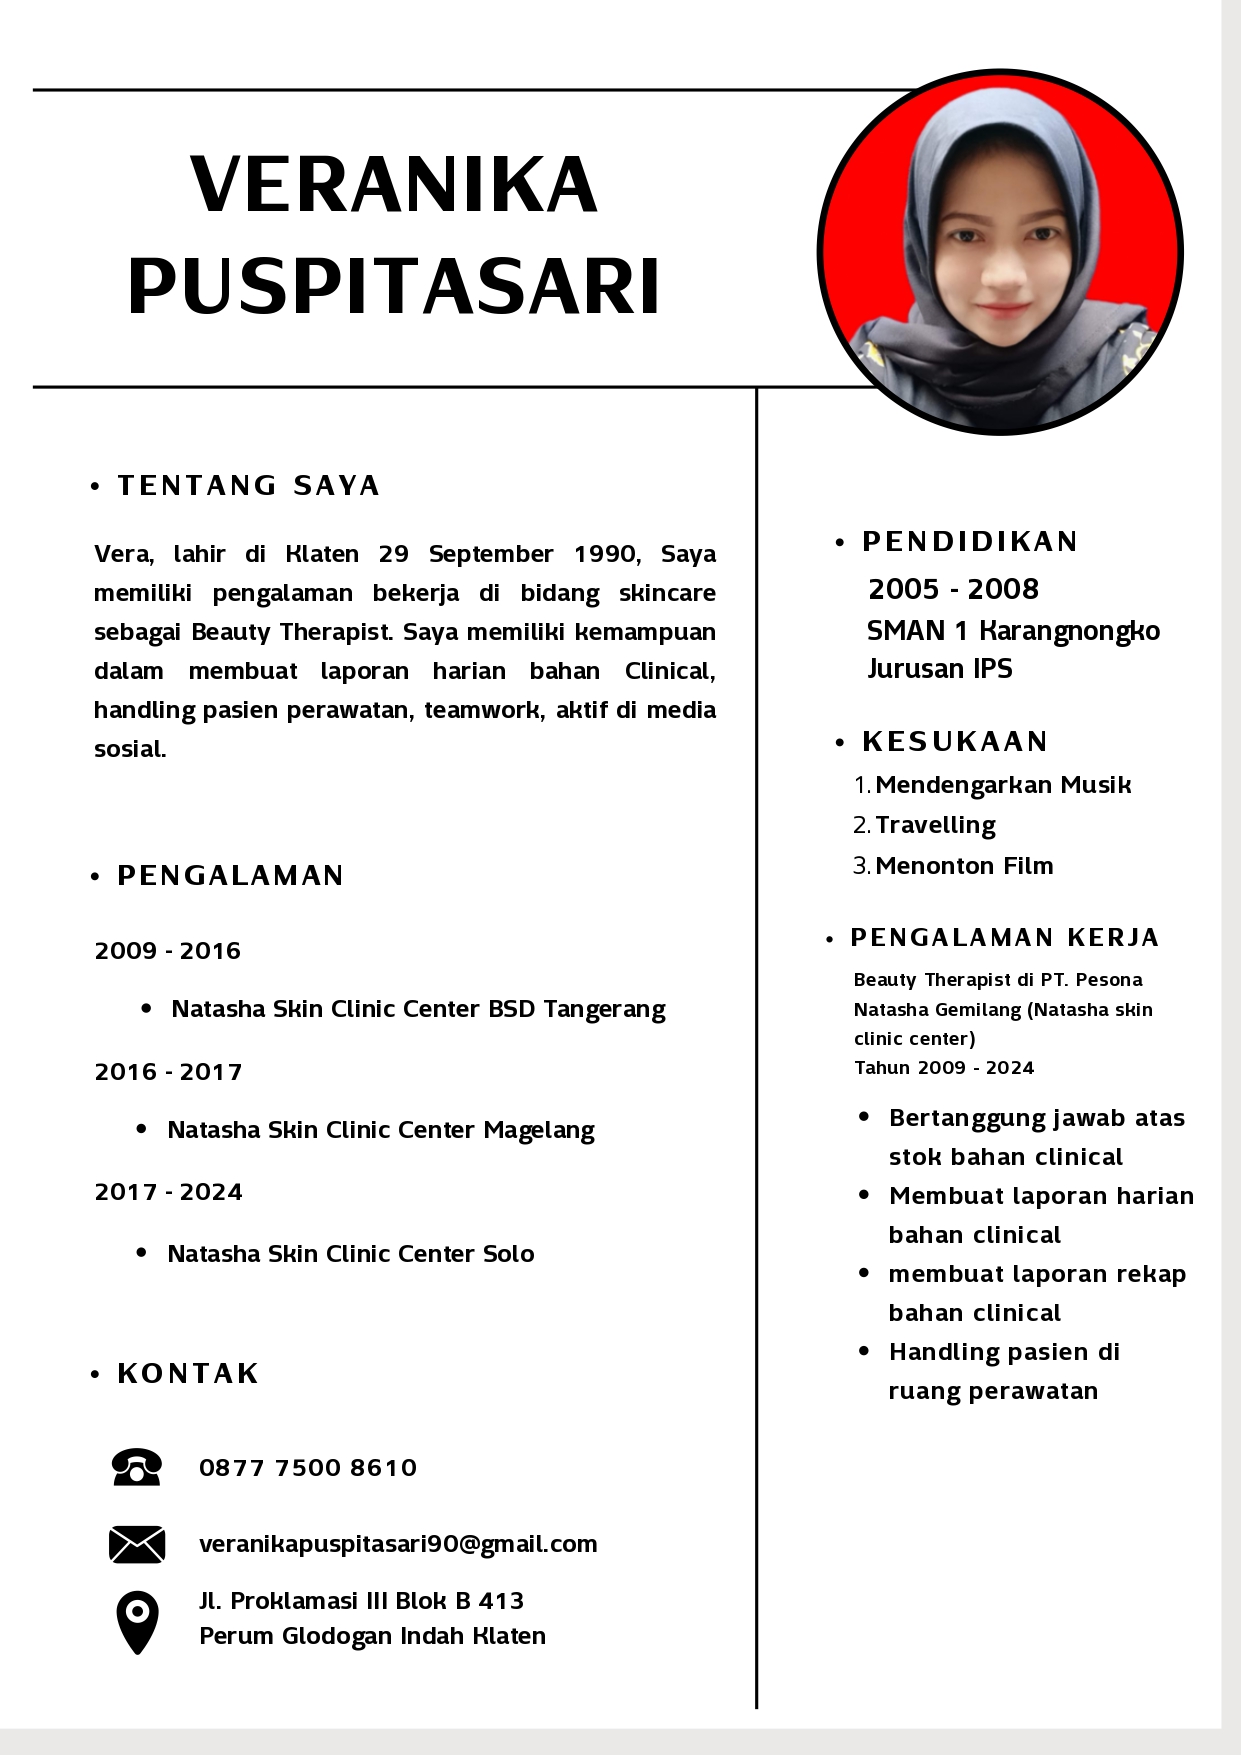 VERANIKA
PUSPITASARI
• TENTANG SAYA
Vera, lahir di Klaten 29 September 1990, Saya
memiliki pengalaman bekerja di bidang skincare
sebagai Beauty Therapist. Saya memiliki kemampuan
dalam membuat laporan harian bahan Clinical,
handling pasien perawatan, teamwork, aktif di media
sosial.
• PENGALAMAN
2009 - 2016
• Natasha Skin Clinic Center BSD Tangerang
2016 - 2017
• Natasha Skin Clinic Center Magelang
2017 - 2024
• Natasha Skin Clinic Center Solo
• KONTAK
0877 7500 8610
veranikapuspitasari90@gmail.com
Jl. Proklamasi III Blok B 413
Perum Glodogan Indah Klaten
• PENDIDIKAN
2005 - 2008
SMAN 1 Karangnongko
Jurusan IPS
• KESUKAAN
1. Mendengarkan Musik
2. Travelling
3. Menonton Film
• PENGALAMAN KERJA
Beauty Therapist di PT. Pesona
Natasha Gemilang (Natasha skin
clinic center)
Tahun 2009 - 2024
• Bertanggung jawab atas
stok bahan clinical
• Membuat laporan harian
bahan clinical
• membuat laporan rekap
bahan clinical
• Handling pasien di
ruang perawatan